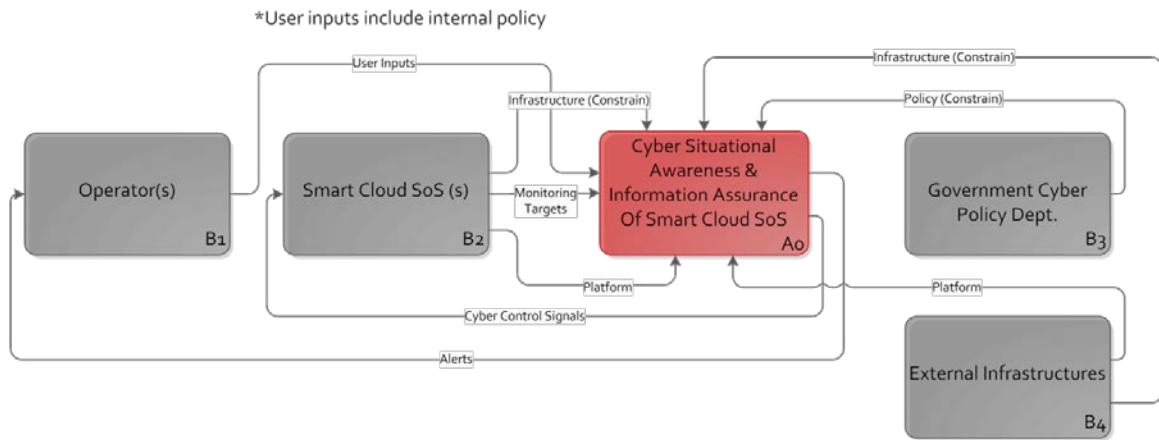 *User inputs include internal policy
User Inputs
Infrastructure (Constrain)
Infrastructure (Constrain)
Policy (Constrain)
Operator(s)
B1
Smart Cloud SoS (s)
B2
Monitoring
Targets
Cyber Situational
Awareness &
Information Assurance
Of Smart Cloud SoS
A0
Government Cyber
Policy Dept.
B3
Platform
Platform
Cyber Control Signals
Alerts
External Infrastructures
B4